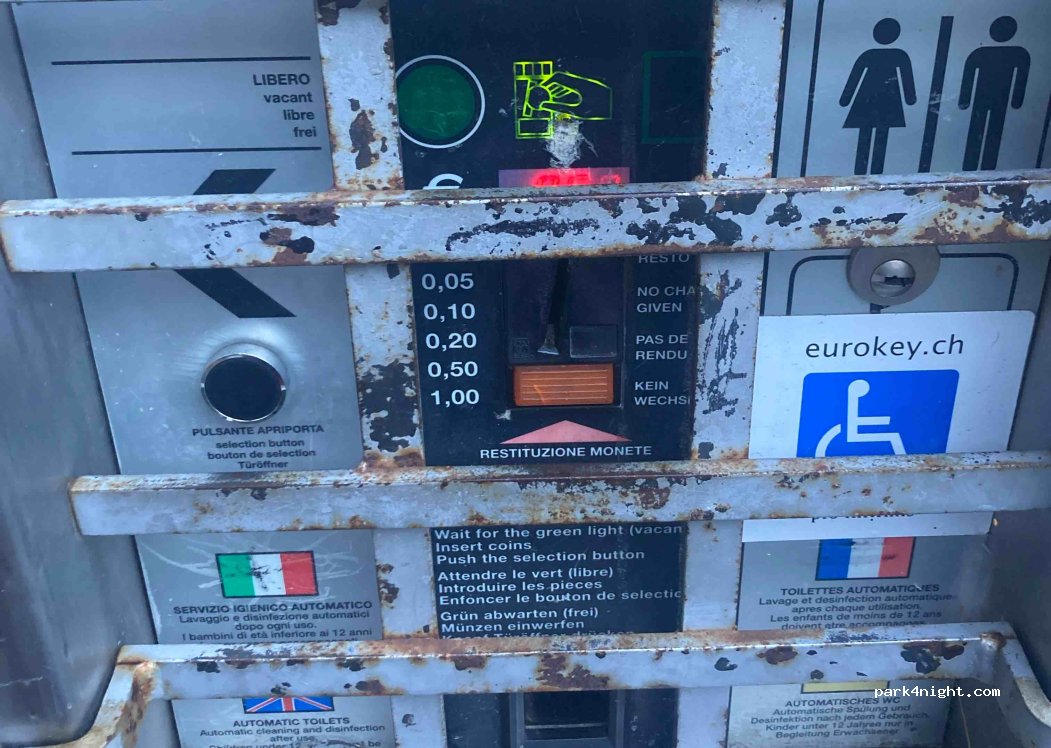 LIBERO
vacant
libre
frei
€
0,05
0,10
0,20
0,50
1,00
RESTO
NO CHA
GIVEN
PAS DE
RENDU
KEIN
WECHS
RESTITUZIONE MONETE
PULSANTE APRIPORTA
selection button
bouton de selection
Türöffner
eurokey.ch
Wait for the green light (vacan
Insert coins
Push the selection button
Attendre le vert (libre)
Introduire les pieces
Enfoncer le bouton de selectio
Grün abwarten (frei)
Münzen einwerfen
SERVIZIO IGIENICO AUTOMATICO
Lavaggio e disinfezione automatici
dopo ogni uso.
I bambini di età inferiore ai 12 anni
TOILETTES AUTOMATIQUES
Lavage et desinfection automatique
apres chaque utilisation.
Les enfants de moins de 12 ans
doivent etre accompagnes
AUTOMATIC TOILETS
Automatic cleaning and disinfection
after use.
AUTOMATISCHES WC
Automatische Spülung und
Desinfektion nach jedem Gebrauch.
Kinder unter 12 Jahre nur in
Begleitung Erwachsener
park4night.com